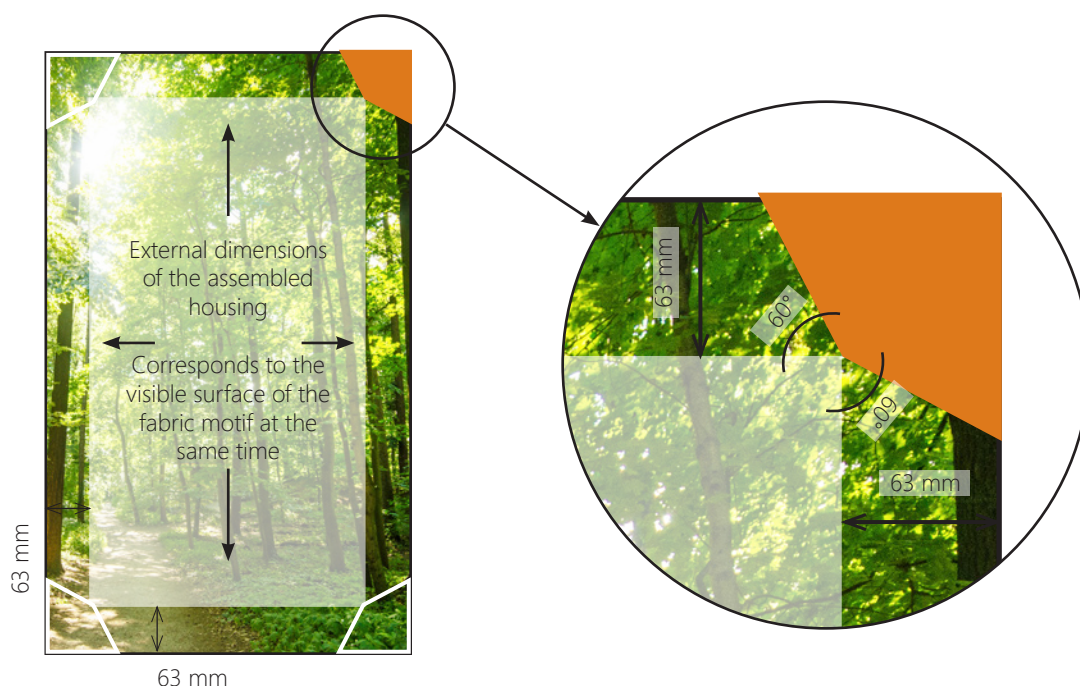 External dimensions
of the assembled
housing
Corresponds to the
visible surface of the
fabric motif at the
same time
63 mm
63 mm
63 mm
60°
60°
63 mm